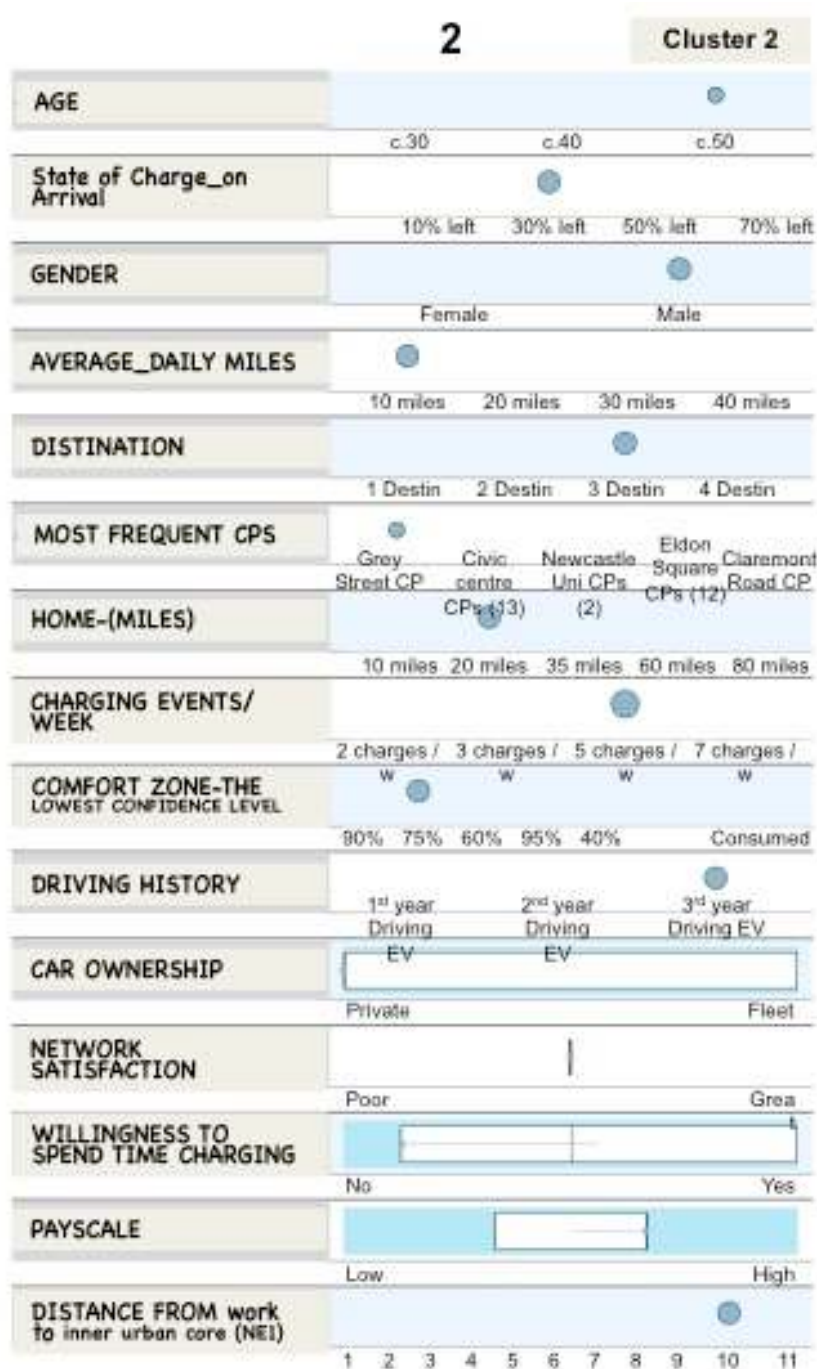 2
Cluster 2
AGE
c.30 c.40 c.50
State of Charge_on
Arrival
10% left 30% left 50% left 70% left
GENDER
Female Male
AVERAGE_DAILY MILES
10 miles 20 miles 30 miles 40 miles
DISTINATION
1 Destin 2 Destin 3 Destin 4 Destin
MOST FREQUENT CPS
Grey
Street CP
Civic
centre
CPs (13)
Newcastle
Uni CPs
(2)
Eldon
Square
CPs (12)
Claremont
Road CP
HOME-(MILES)
10 miles 20 miles 35 miles 60 miles 80 miles
CHARGING EVENTS/
WEEK
2 charges /
w
3 charges /
w
5 charges /
w
7 charges /
w
COMFORT ZONE-THE
LOWEST CONFIDENCE LEVEL
90% 75% 60% 95% 40% Consumed
DRIVING HISTORY
1st year
Driving
EV
2nd year
Driving
EV
3rd year
Driving EV
CAR OWNERSHIP
Private Fleet
NETWORK
SATISFACTION
Poor Grea
t
WILLINGNESS TO
SPEND TIME CHARGING
No Yes
PAYSCALE
Low High
DISTANCE FROM work
to inner urban core (NE1)
1 2 3 4 5 6 7 8 9 10 11